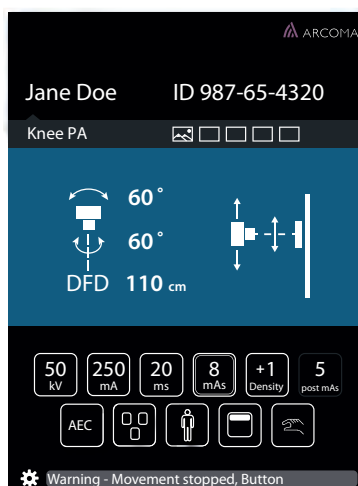 ARCOMA
Jane Doe ID 987-65-4320
Knee PA
60°
60°
DFD 110 cm
50 250 20 8 +1 5
kV mA ms mAs Density post mAs
AEC
Warning - Movement stopped, Button